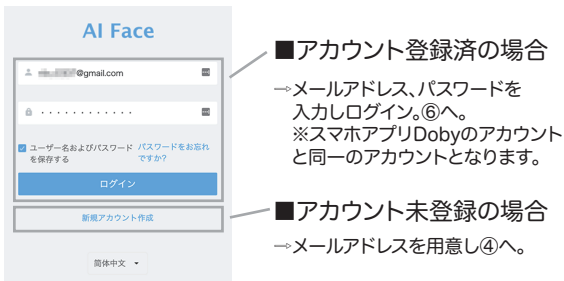 AI Face
@gmail.com
・・・・・・・・・・・・
ユーザー名およびパスワード
を保存する
パスワードをお忘れ
ですか?
ログイン
新規アカウント作成
简体中文
■アカウント登録済の場合
→メールアドレス、パスワードを
入力しログイン。⑥へ。
※スマホアプリDobyのアカウント
と同一のアカウントとなります。
■アカウント未登録の場合
→メールアドレスを用意し④へ。